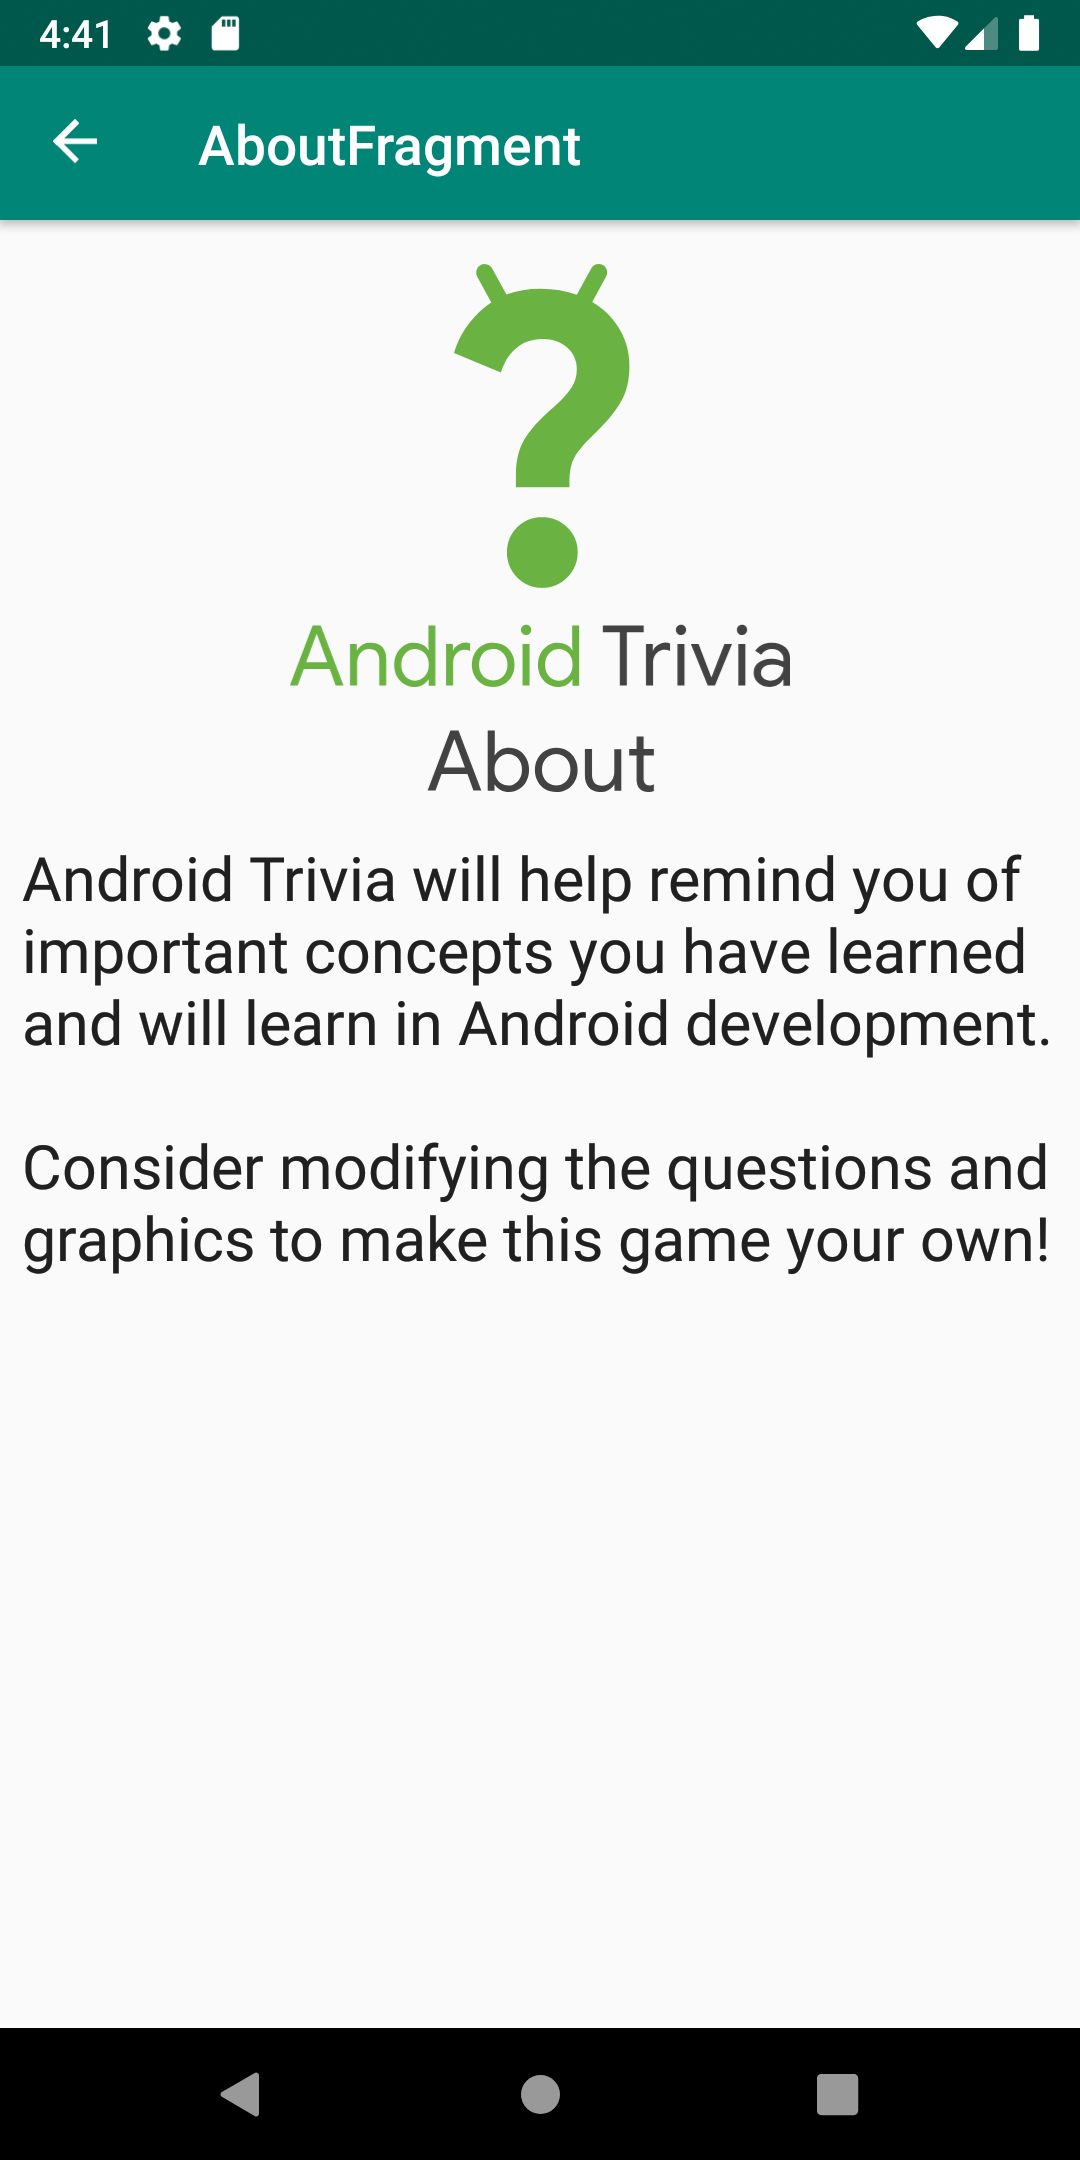 4:41
AboutFragment
Android Trivia
About
Android Trivia will help remind you of
important concepts you have learned
and will learn in Android development.
Consider modifying the questions and
graphics to make this game your own!